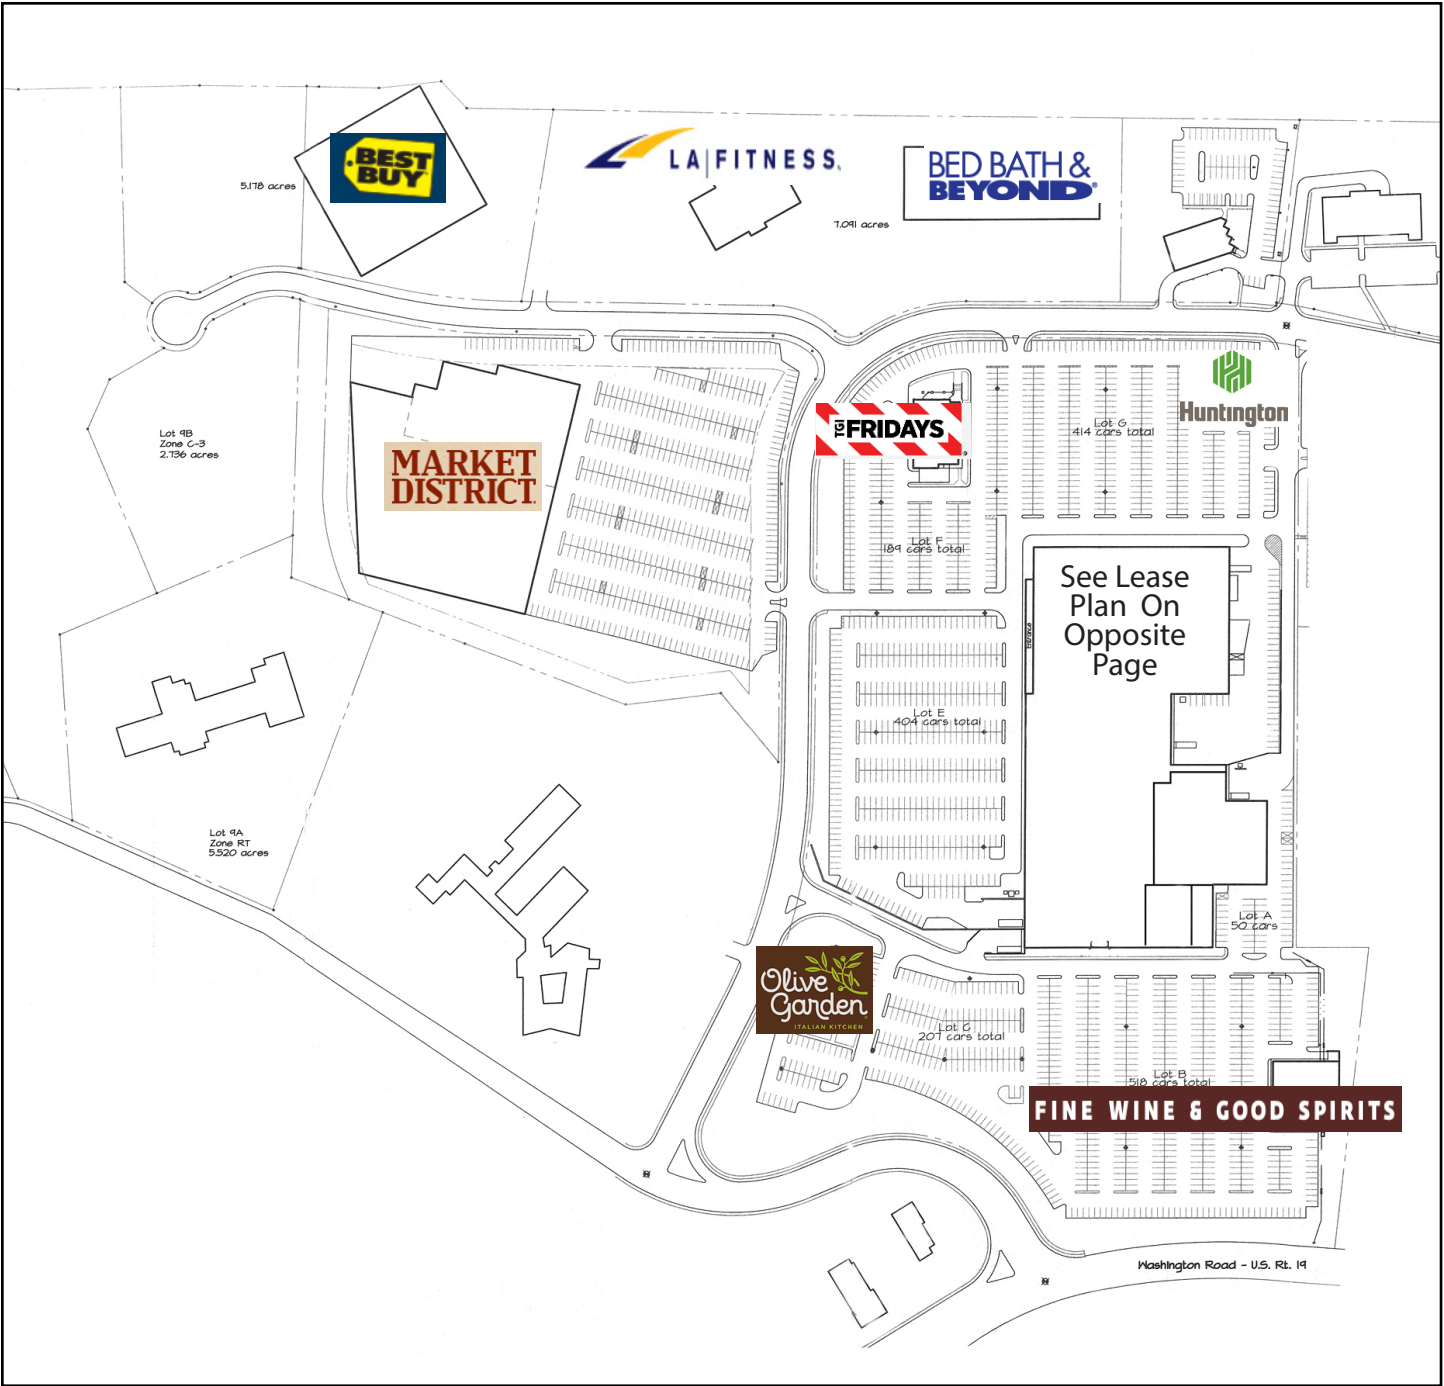 BEST
BUY
5.178 acres
LA|FITNESS.
BED BATH &
BEYOND®
7.091 acres
Huntington
TGI FRIDAYS
Lot G
414 cars total
Lot 9B
Zone C-3
2.736 acres
MARKET
DISTRICT
Lot F
189 cars total
See Lease
Plan On
Opposite
Page
Entrance
Lot E
404 cars total
Lot 9A
Zone RT
5.520 acres
Lot A
50 cars
Olive
Garden
ITALIAN KITCHEN
Lot C
207 cars total
Lot B
518 cars total
FINE WINE & GOOD SPIRITS
Washington Road - U.S. Rt. 19